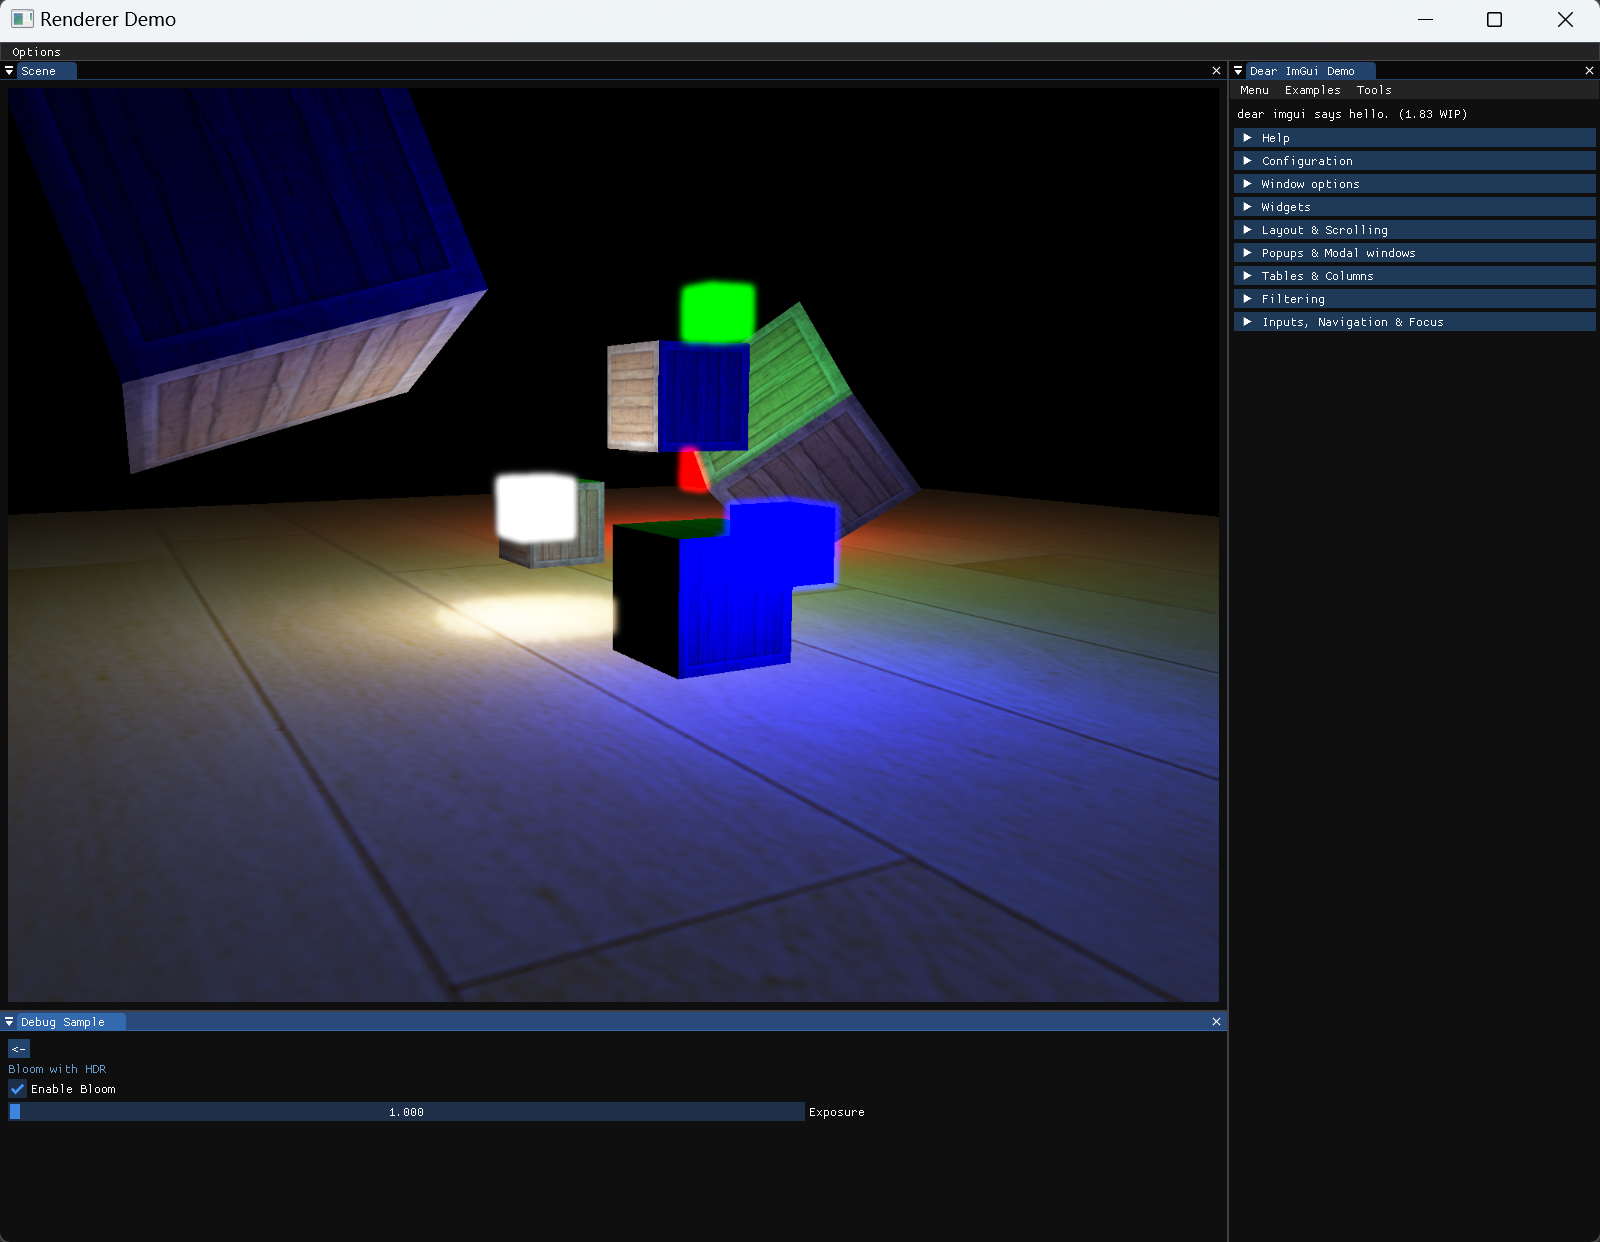 Renderer Demo
Options
Scene
Dear ImGui Demo
Menu Examples Tools
dear imgui says hello. (1.83 WIP)
Help
Configuration
Window options
Widgets
Layout & Scrolling
Popups & Modal windows
Tables & Columns
Filtering
Inputs, Navigation & Focus
Debug Sample
<-
Bloom with HDR
Enable Bloom
1.000 Exposure